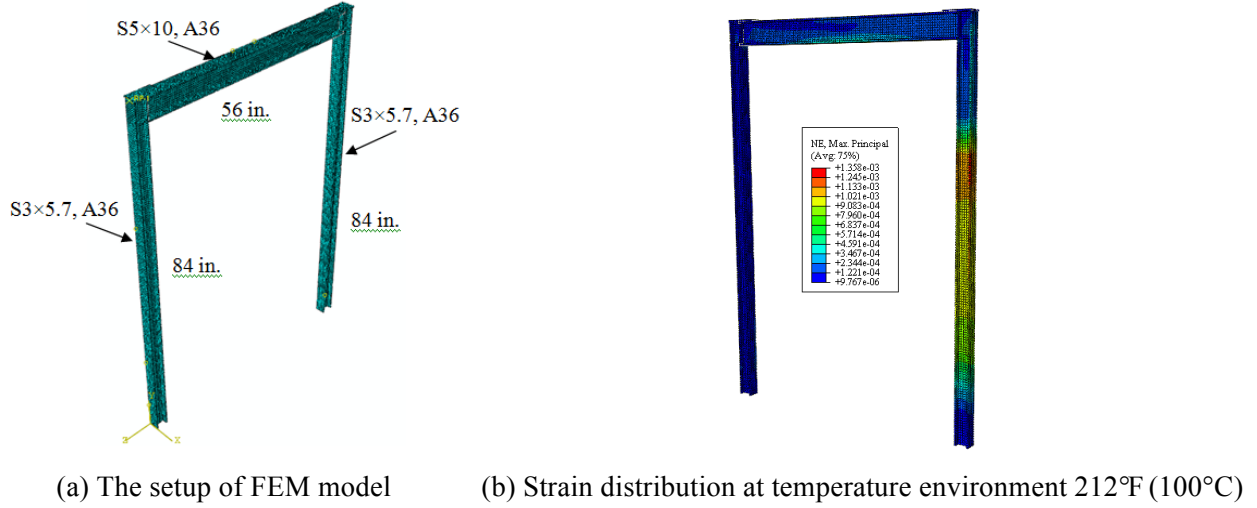 S5×10, A36
56 in.
S3×5.7, A36
S3×5.7, A36
84 in.
84 in.
Z
X
NE, Max. Principal
(Avg: 75%)
+1.358e-03
+1.245e-03
+1.133e-03
+1.021e-03
+9.083e-04
+7.960e-04
+6.837e-04
+5.714e-04
+4.591e-04
+3.467e-04
+2.344e-04
+1.221e-04
+9.767e-06
(a) The setup of FEM model
(b) Strain distribution at temperature environment 212°F (100°C)